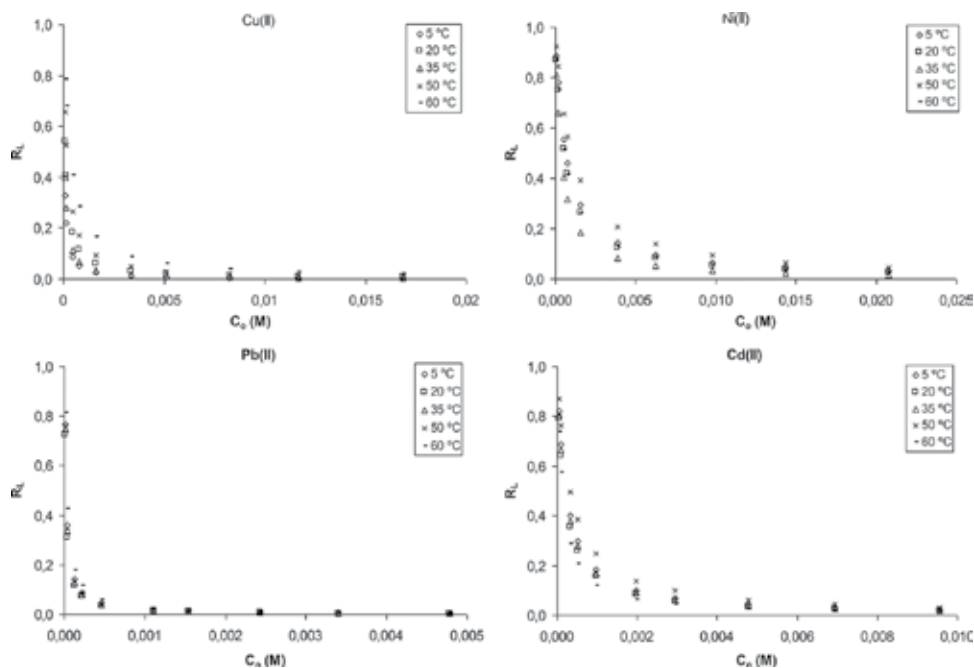 Cu(II)
1,0
0,8
0,6
0,4
0,2
0,0
R_L
0
0,005
0,01
0,015
0,02
C_o (M)
5 ºC
20 ºC
35 ºC
50 ºC
60 ºC
Ni(II)
1,0
0,8
0,6
0,4
0,2
0,0
R_L
0,000
0,005
0,010
0,015
0,020
0,025
C_o (M)
5 ºC
20 ºC
35 ºC
50 ºC
60 ºC
Pb(II)
1,0
0,8
0,6
0,4
0,2
0,0
R_L
0,000
0,001
0,002
0,003
0,004
0,005
C_o (M)
5 ºC
20 ºC
35 ºC
50 ºC
60 ºC
Cd(II)
1,0
0,8
0,6
0,4
0,2
0,0
R_L
0,000
0,002
0,004
0,006
0,008
0,010
C_o (M)
5 ºC
20 ºC
35 ºC
50 ºC
60 ºC